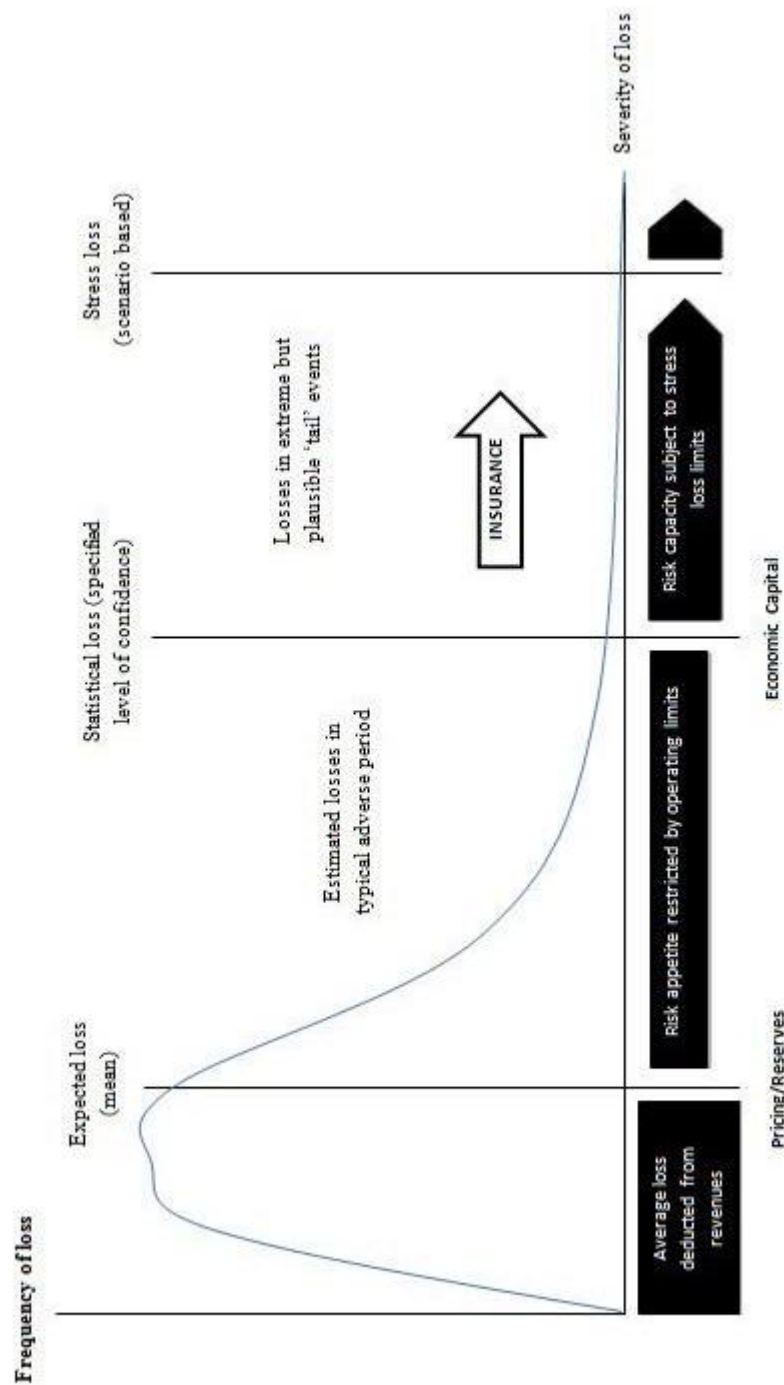 Frequency of loss
Expected loss
(mean)
Statistical loss (specified
level of confidence)
Stress loss
(scenario based)
Estimated losses in
typical adverse period
Losses in extreme but
plausible ‘tail’ events
INSURANCE
Severity of loss
Average loss
deducted from
revenues
Risk appetite restricted by operating limits
Risk capacity subject to stress
loss limits
Pricing/Reserves
Economic Capital